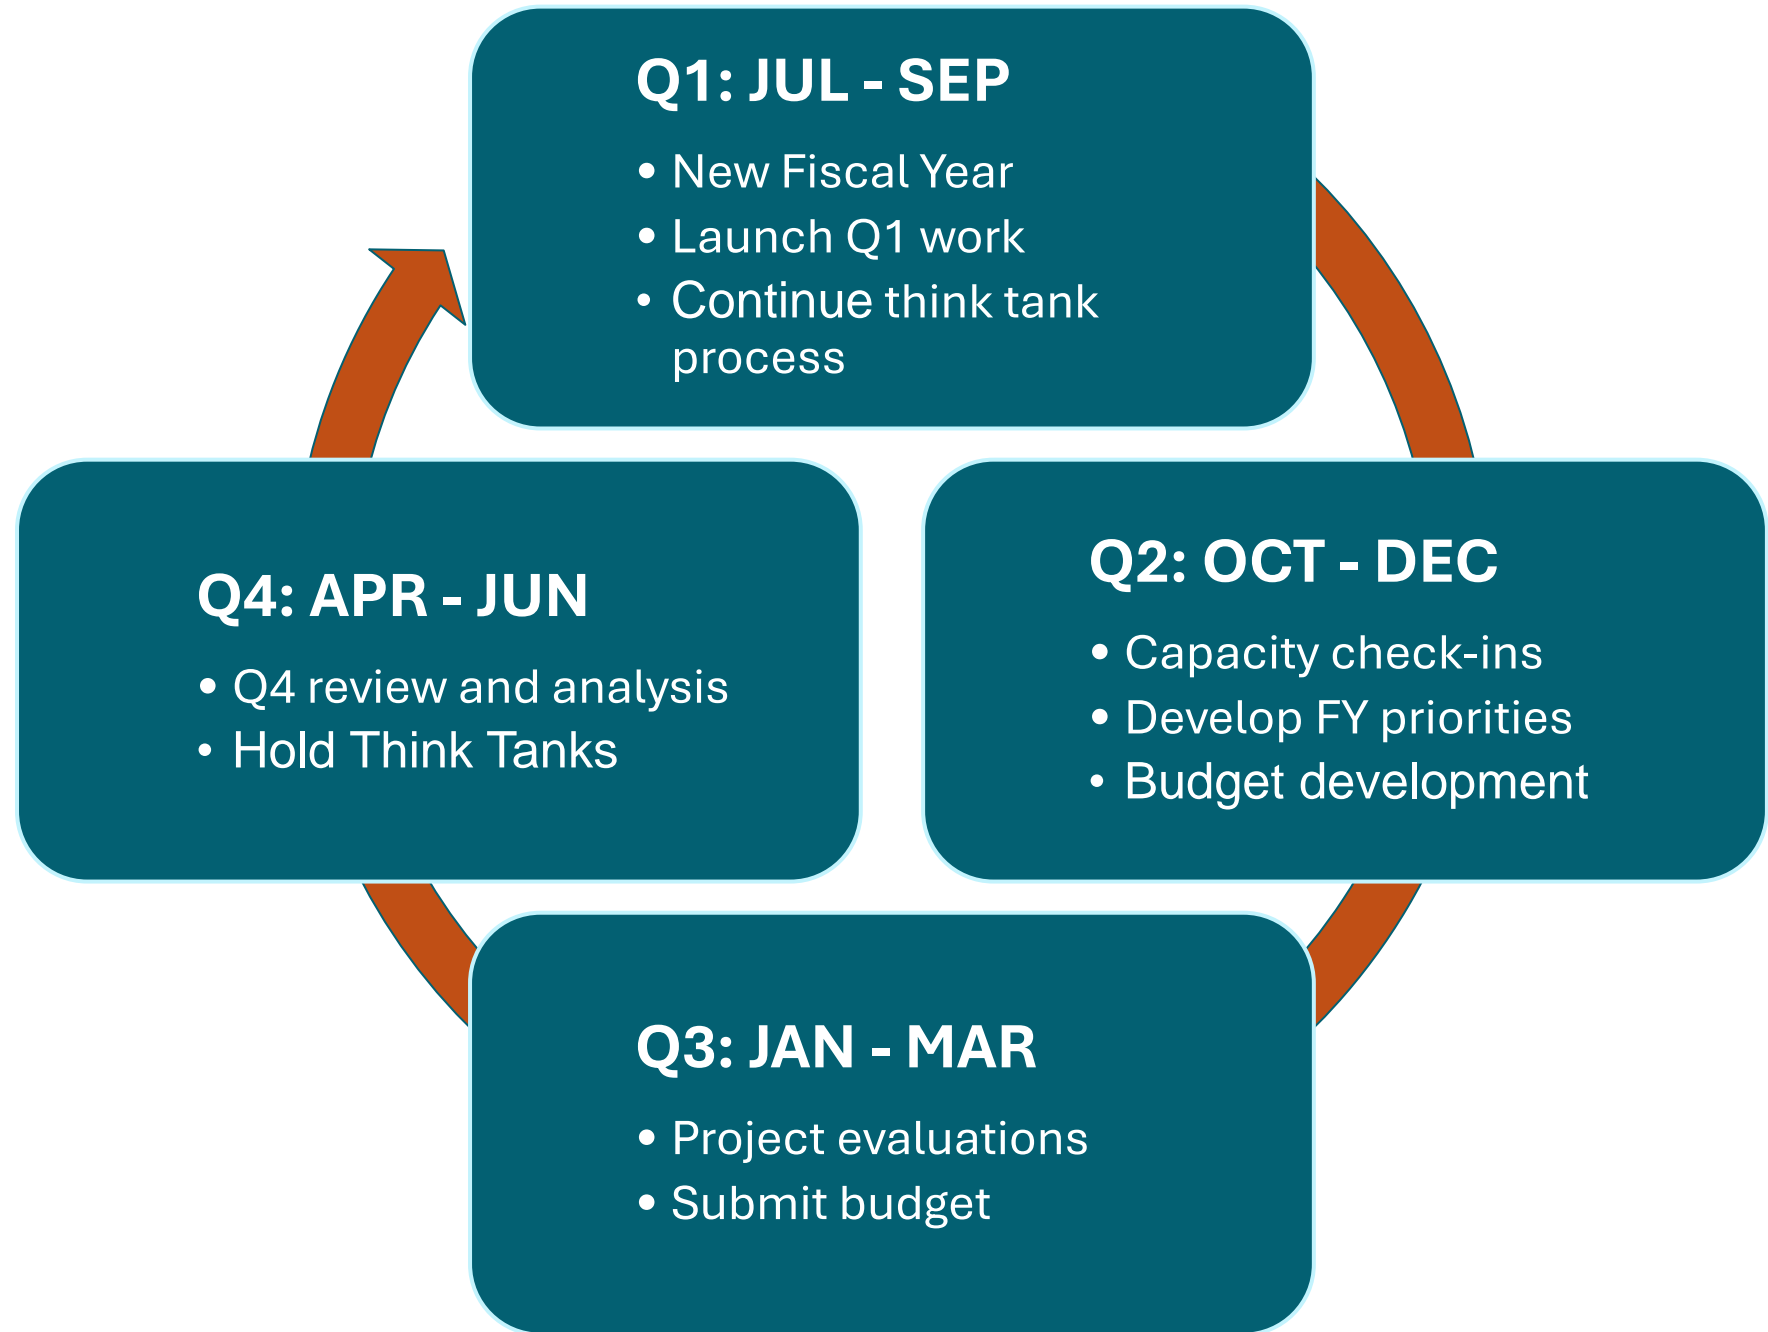 Q1: JUL - SEP
• New Fiscal Year
• Launch Q1 work
• Continue think tank
process
Q2: OCT - DEC
• Capacity check-ins
• Develop FY priorities
• Budget development
Q3: JAN - MAR
• Project evaluations
• Submit budget
Q4: APR - JUN
• Q4 review and analysis
• Hold Think Tanks